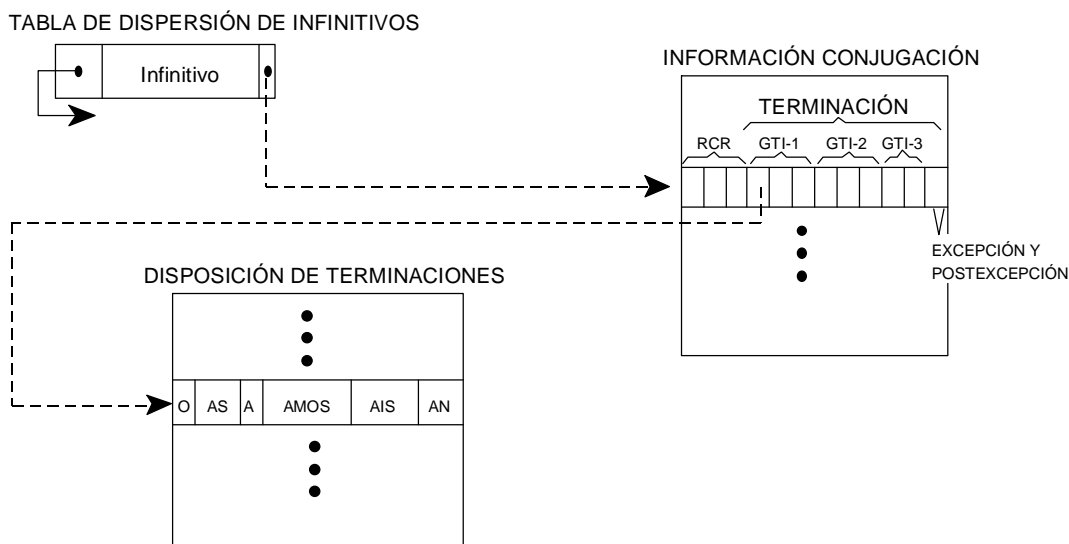 TABLA DE DISPERSIÓN DE INFINITIVOS
Infinitivo
INFORMACIÓN CONJUGACIÓN
TERMINACIÓN
RCR GTI-1 GTI-2 GTI-3
EXCEPCIÓN Y
POSTEXCEPCIÓN
DISPOSICIÓN DE TERMINACIONES
O AS A AMOS AIS AN